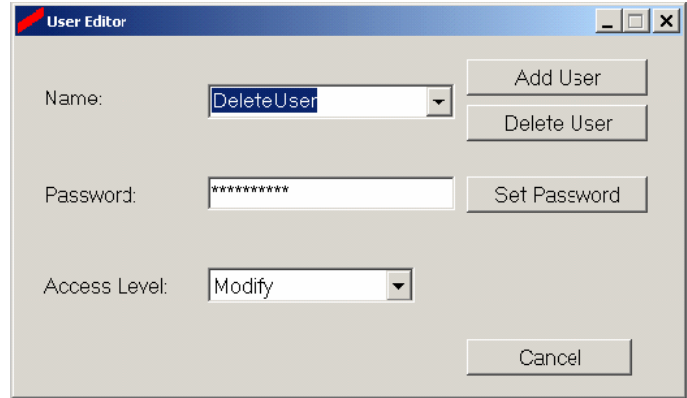 User Editor
Name:
DeleteUser
Add User
Delete User
Password:
**********
Set Password
Access Level:
Modify
Cancel